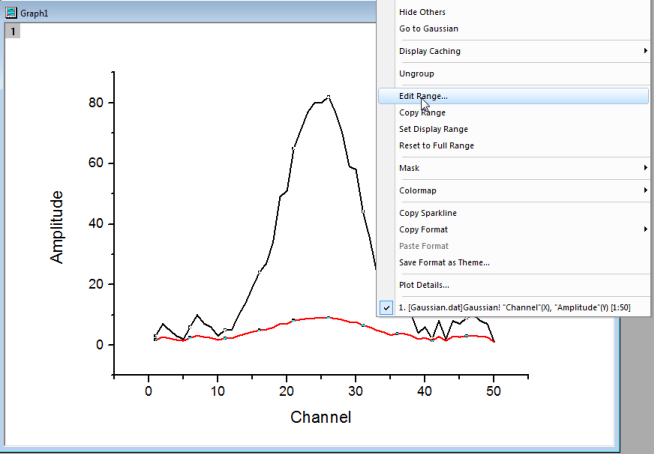 Graph1
1
Hide Others
Go to Gaussian
Display Caching
Ungroup
Edit Range...
Copy Range
Set Display Range
Reset to Full Range
Mask
Colormap
Copy Sparkline
Copy Format
Paste Format
Save Format as Theme...
Plot Details...
1. [Gaussian.dat]Gaussian! "Channel"(X), "Amplitude"(Y) [1:50]
80
60
40
20
0
Amplitude
0 10 20 30 40 50
Channel